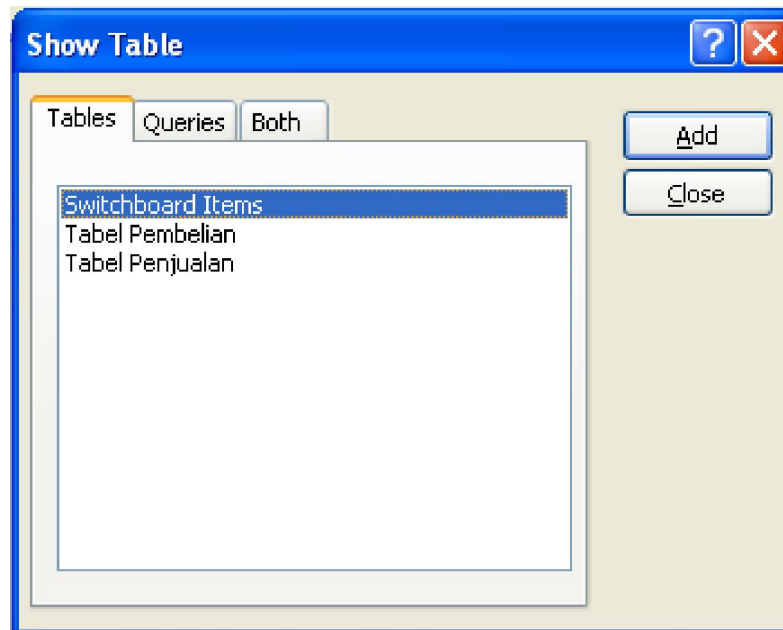 Show Table
?
Tables Queries Both
Add
Close
Switchboard Items
Tabel Pembelian
Tabel Penjualan